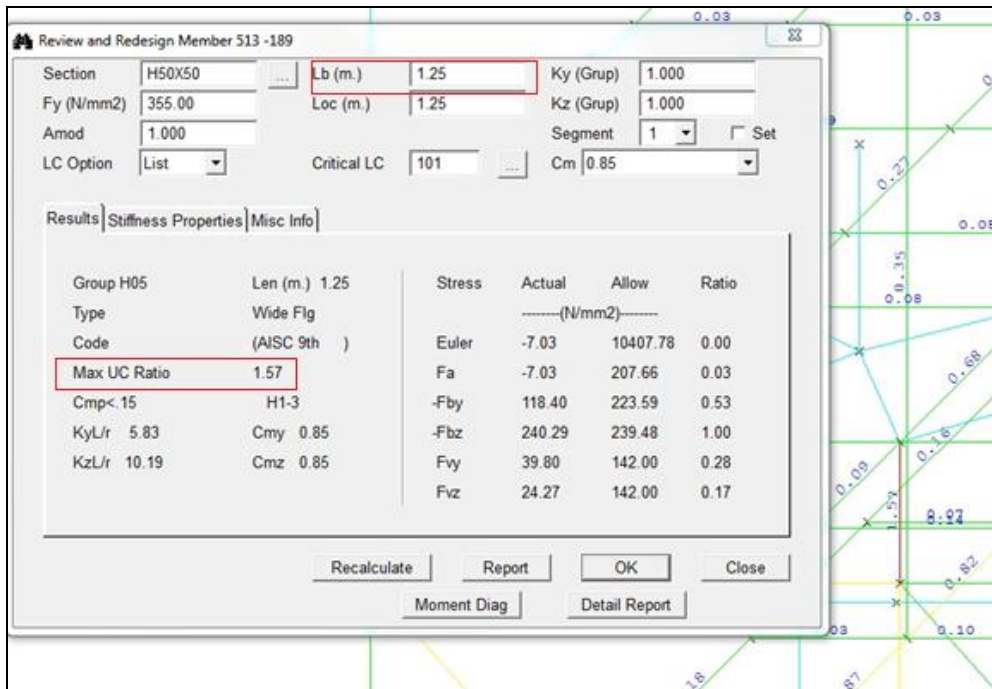 0.03 0.03
Review and Redesign Member 513 -189
Section H50X50 ... Lb (m.) 1.25 Ky (Grup) 1.000
Fy (N/mm2) 355.00 Loc (m.) 1.25 Kz (Grup) 1.000
Amod 1.000 Segment 1 Set
LC Option List Critical LC 101 ... Cm 0.85
Results Stiffness Properties Misc Info
Group H05 Len (m.) 1.25 Stress Actual Allow Ratio
Type Wide Flg --------(N/mm2)--------
Code (AISC 9th ) Euler -7.03 10407.78 0.00
Max UC Ratio 1.57 Fa -7.03 207.66 0.03
Cmp<.15 H1-3 -Fby 118.40 223.59 0.53
KyL/r 5.83 Cmy 0.85 -Fbz 240.29 239.48 1.00
KzL/r 10.19 Cmz 0.85 Fvy 39.80 142.00 0.28
Fvz 24.27 142.00 0.17
Recalculate Report OK Close
Moment Diag Detail Report
0.27
0.35
0.08
0.68
0.16
0.09
1.57
0.82
0.10
03
18
87